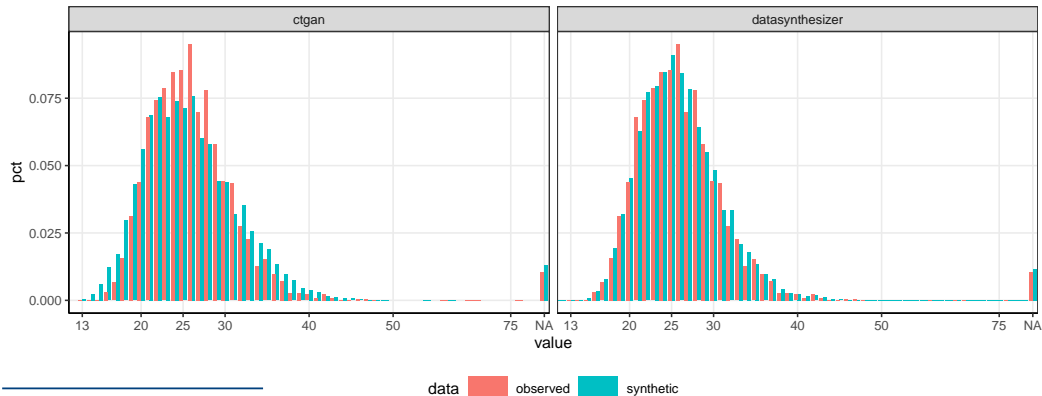 ctgan
datasynthesizer
pct
0.075
0.050
0.025
0.000
13 20 25 30 40 50 75 NA
13 20 25 30 40 50 75 NA
value
data observed synthetic